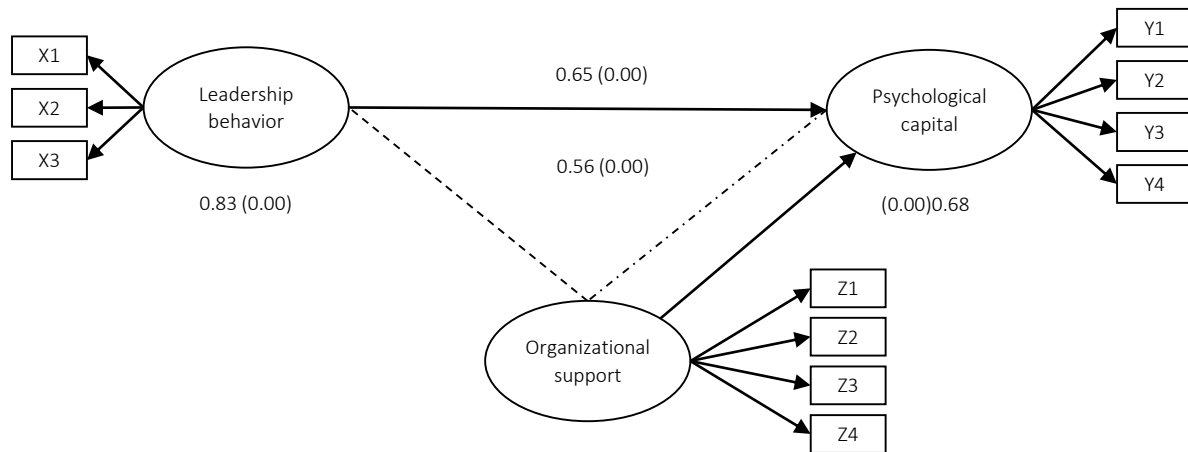 X1
X2
X3
Leadership
behavior
0.83 (0.00)
0.65 (0.00)
0.56 (0.00)
Psychological
capital
(0.00)0.68
Y1
Y2
Y3
Y4
Organizational
support
Z1
Z2
Z3
Z4